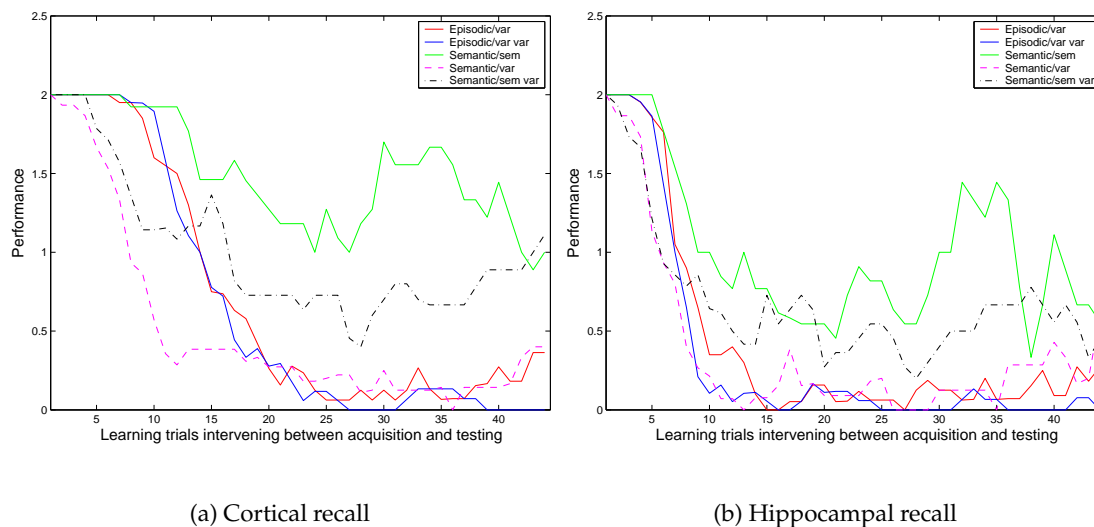 2.5
2
1.5
1
0.5
0
Performance
5 10 15 20 25 30 35 40
Learning trials intervening between acquisition and testing
Episodic/var
Episodic/var var
Semantic/sem
Semantic/var
Semantic/sem var
(a) Cortical recall
2.5
2
1.5
1
0.5
0
Performance
5 10 15 20 25 30 35 40
Learning trials intervening between acquisition and testing
Episodic/var
Episodic/var var
Semantic/sem
Semantic/var
Semantic/sem var
(b) Hippocampal recall